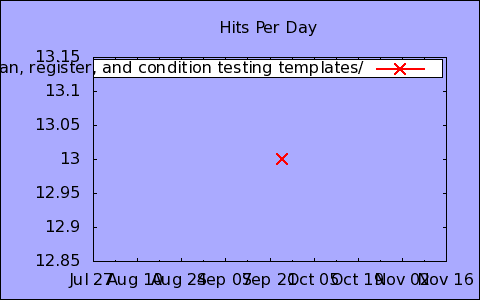 Hits Per Day
13.15
an, register, and condition testing templates/
13.1
13.05
13
12.95
12.9
12.85
Jul 27 Aug 10 Aug 24 Sep 07 Sep 21 Oct 05 Oct 19 Nov 02 Nov 16